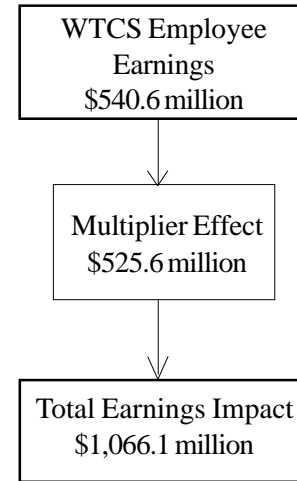 WTCS Employee
Earnings
$540.6 million
Multiplier Effect
$525.6 million
Total Earnings Impact
$1,066.1 million